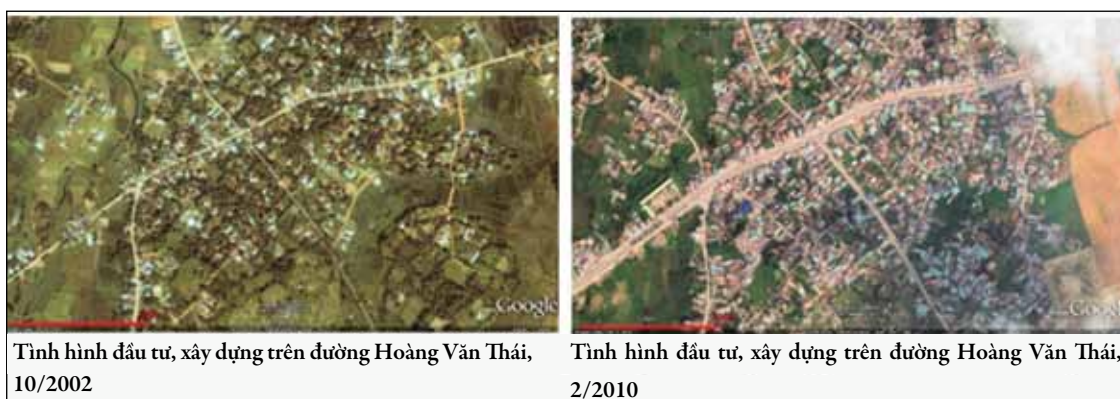 Google
Tình hình đầu tư, xây dựng trên đường Hoàng Văn Thái,
10/2002
Tình hình đầu tư, xây dựng trên đường Hoàng Văn Thái,
2/2010